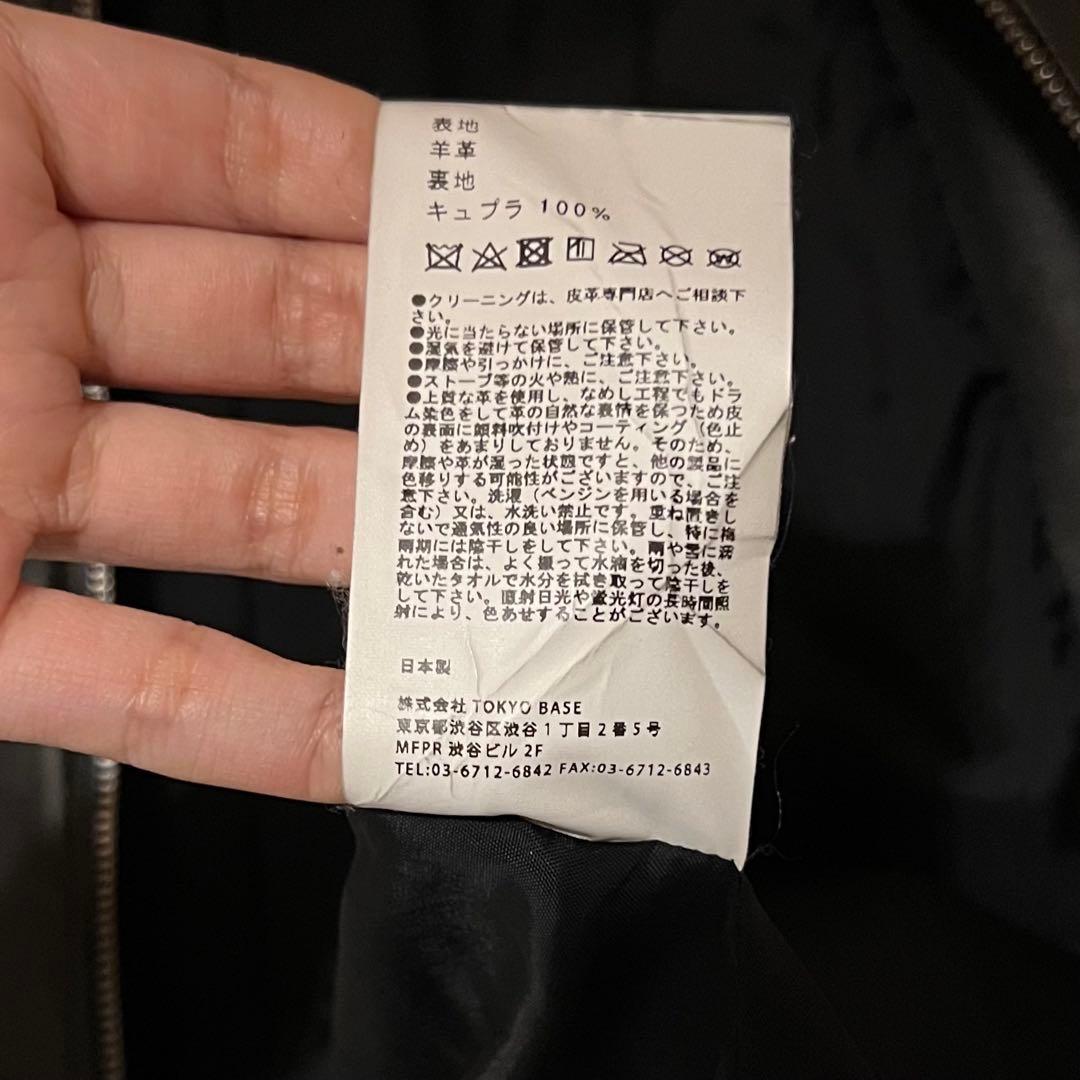 表地
羊革
裏地
キュプラ 100%
●クリーニングは、皮革専門店へご相談下
さい。
●光に当たらない場所に保管して下さい。
●湿気を避けて保管して下さい。
●摩擦や引っかけに、ご注意下さい。
●ストーブ等の火や熱に、ご注意下さい。
●上質な革を使用し、なめし工程でもドラ
ム染色をして革の自然な表情を保つため皮
の表面に顔料吹付けやコーティング（色止
め）をあまりしておりません。そのため、
摩擦や革が湿った状態ですと、他の製品に
色移りする可能性がございますので、ご注
意下さい。洗濯（ベンジンを用いる場合を
含む）又は、水洗い禁止です。重ね置きし
ないで通気性の良い場所に保管し、特に梅
雨期には陰干しをして下さい。雨や雪に濡
れた場合は、よく振って水滴を切った後、
乾いたタオルで水分を拭き取って陰干しを
して下さい。直射日光や蛍光灯の長時間照
射により、色あせすることがございます。
日本製
株式会社 TOKYO BASE
東京都渋谷区渋谷1丁目2番5号
MFPR 渋谷ビル 2F
TEL:03-6712-6842 FAX:03-6712-6843